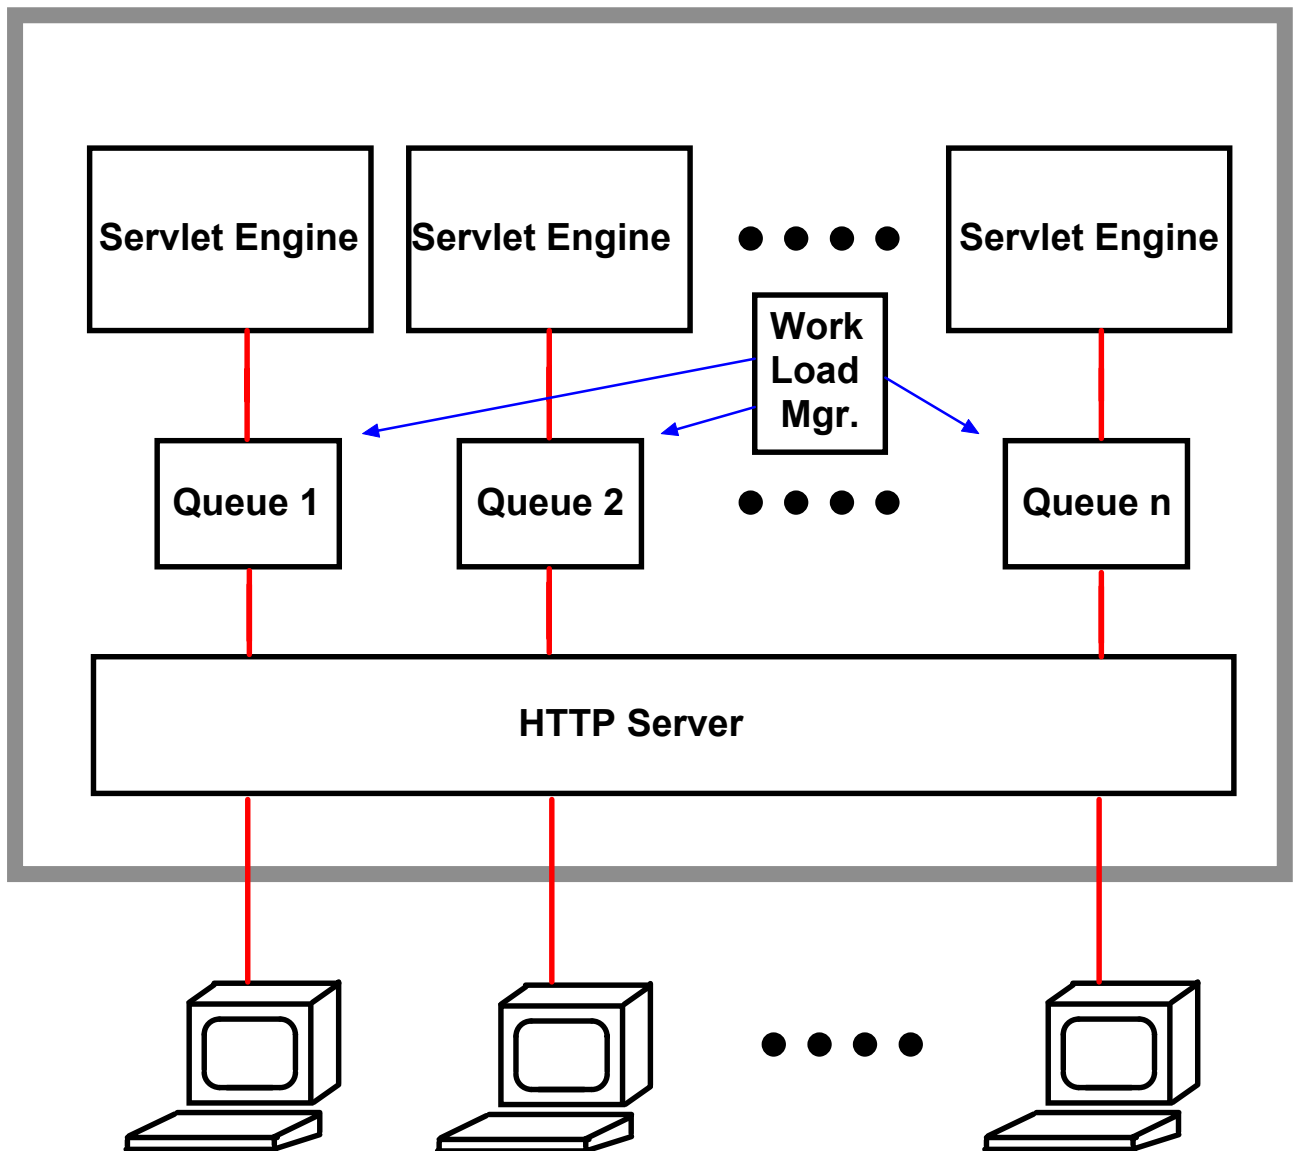 Servlet Engine
Servlet Engine
Servlet Engine
Work
Load
Mgr.
Queue 1
Queue 2
Queue n
HTTP Server